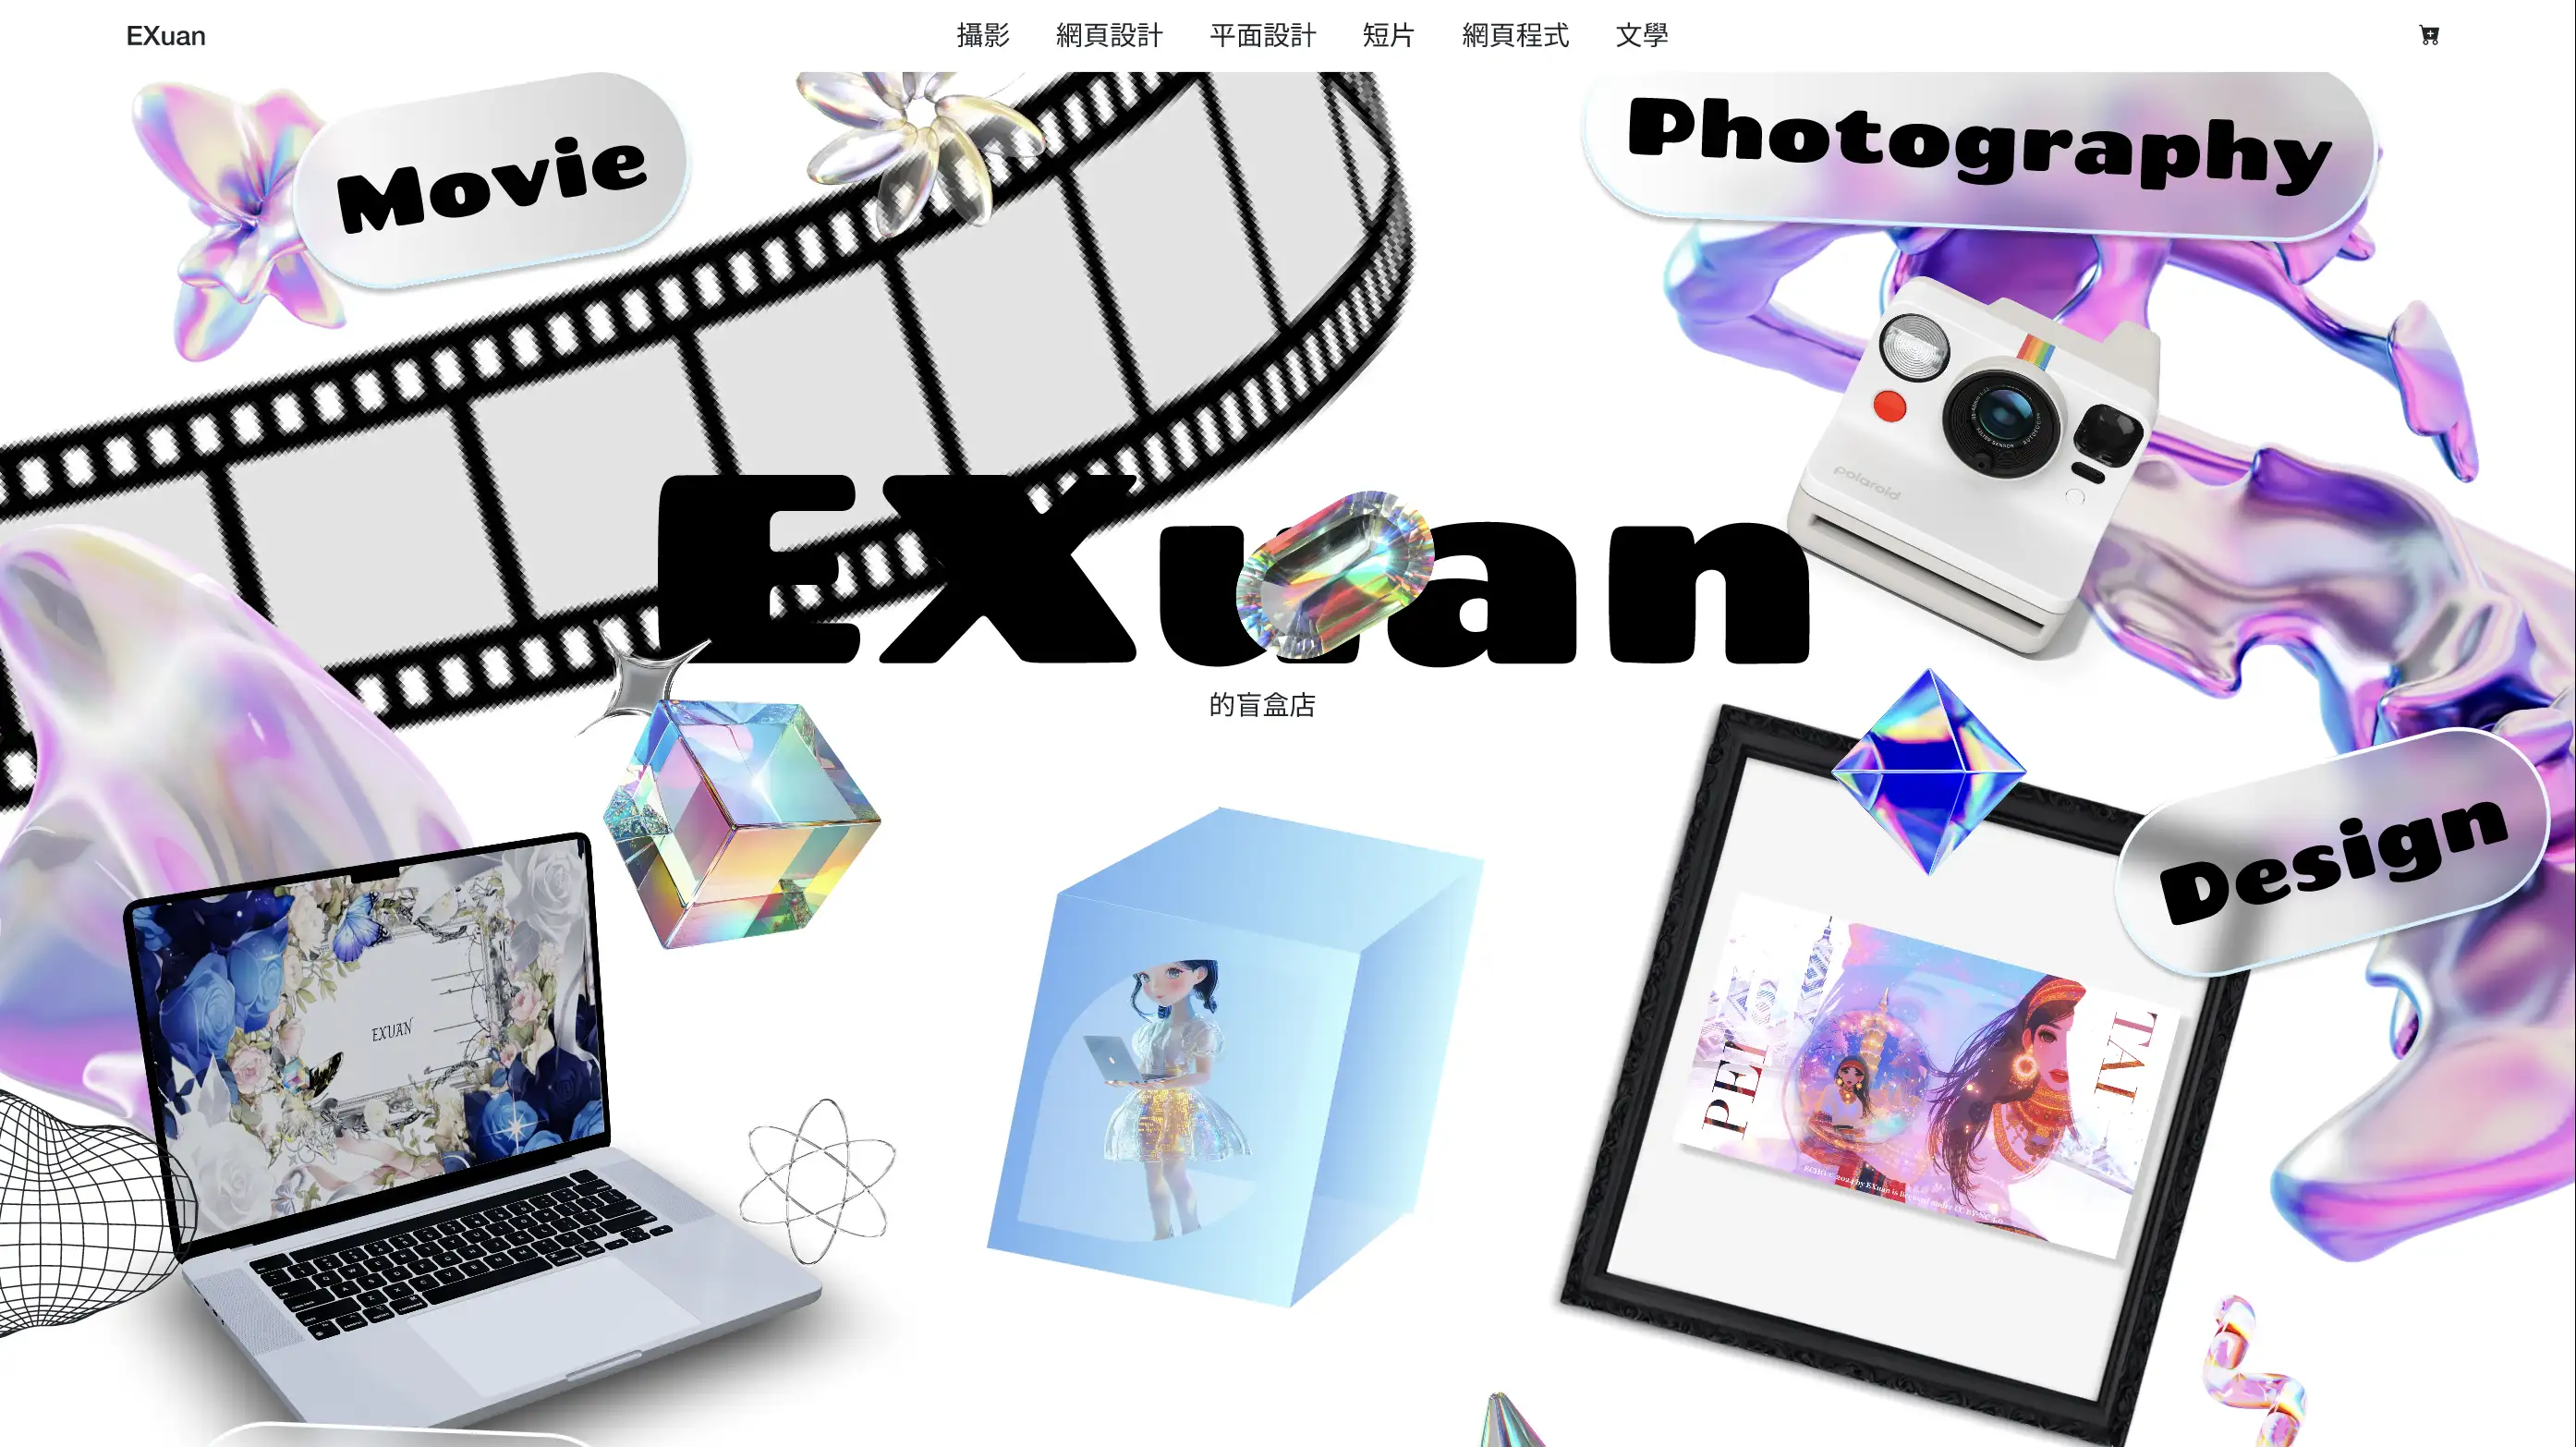 EXuan
攝影 網頁設計 平面設計 短片 網頁程式 文學
Movie
Photography
polaroid
EXuan
的盲盒店
Design
EXUAN
PEI
TAI